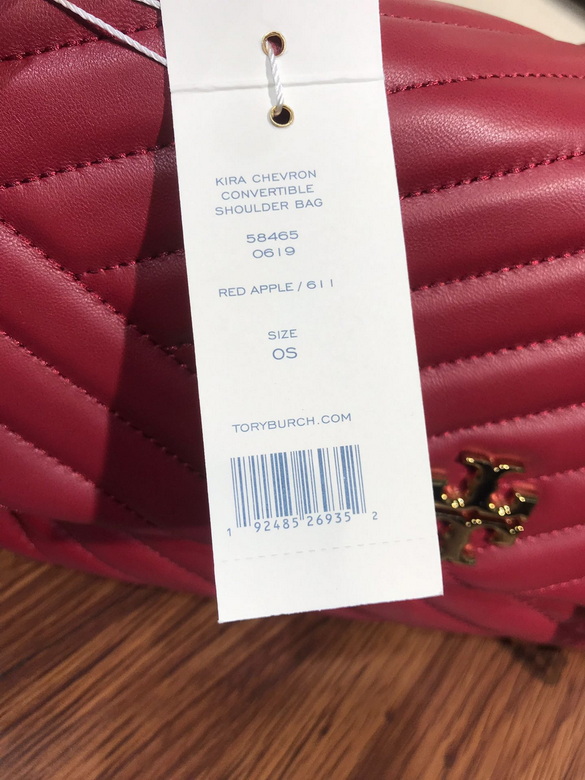 KIRA CHEVRON
CONVERTIBLE
SHOULDER BAG
58465
0619
RED APPLE / 611
SIZE
OS
TORYBURCH.COM
1 92485 26935 2